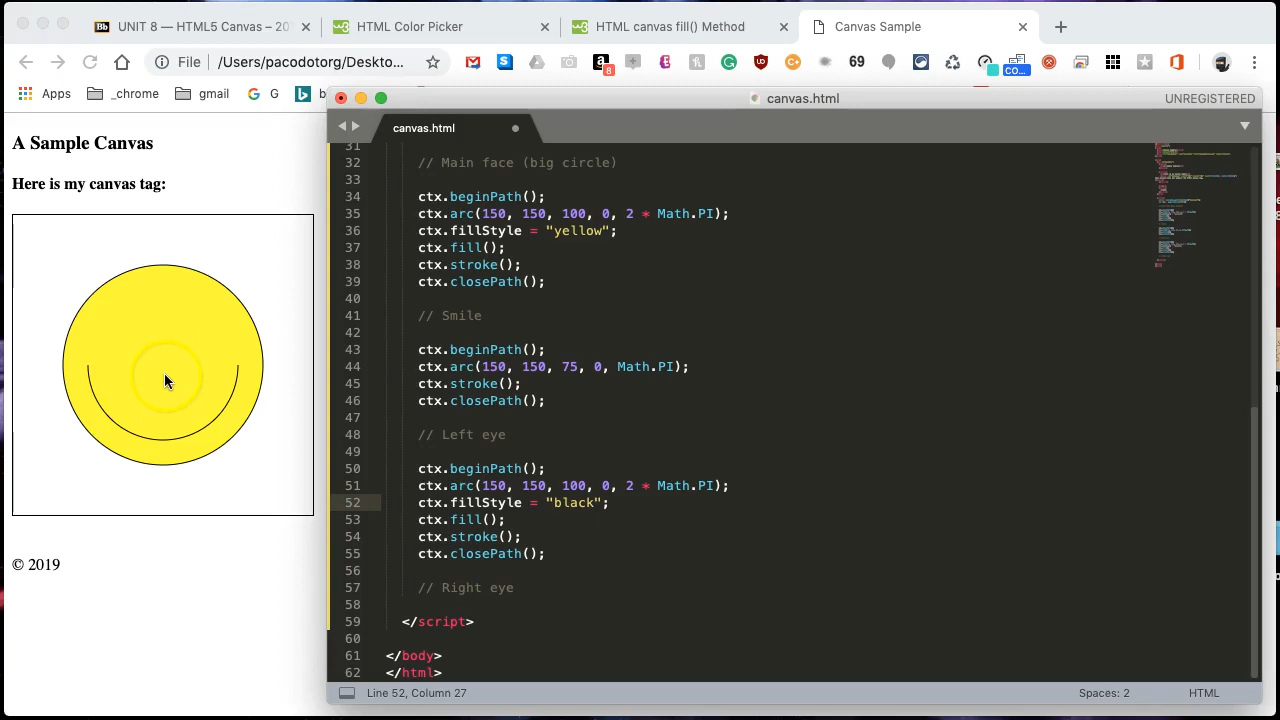 UNIT 8 — HTML5 Canvas – 20
HTML Color Picker
HTML canvas fill() Method
Canvas Sample
File
/Users/pacodotorg/Deskto...
8
69
CO...
Apps
_chrome
gmail
G
canvas.html
UNREGISTERED
canvas.html
A Sample Canvas
Here is my canvas tag:
© 2019
31
32 // Main face (big circle)
33
34 ctx.beginPath();
35 ctx.arc(150, 150, 100, 0, 2 * Math.PI);
36 ctx.fillStyle = "yellow";
37 ctx.fill();
38 ctx.stroke();
39 ctx.closePath();
40
41 // Smile
42
43 ctx.beginPath();
44 ctx.arc(150, 150, 75, 0, Math.PI);
45 ctx.stroke();
46 ctx.closePath();
47
48 // Left eye
49
50 ctx.beginPath();
51 ctx.arc(150, 150, 100, 0, 2 * Math.PI);
52 ctx.fillStyle = "black";
53 ctx.fill();
54 ctx.stroke();
55 ctx.closePath();
56
57 // Right eye
58
59 </script>
60
61 </body>
62 </html>
Line 52, Column 27
Spaces: 2
HTML